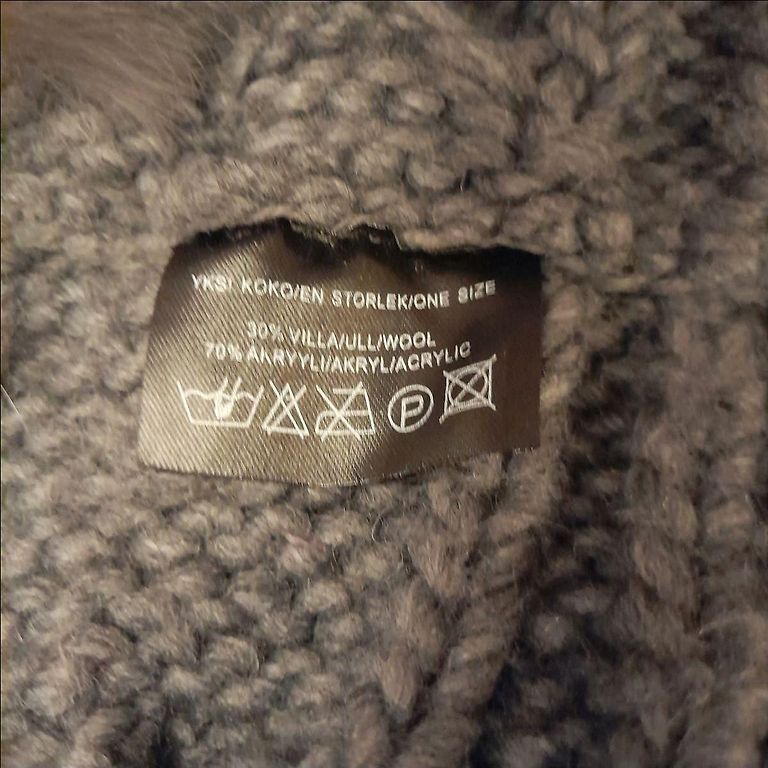 YKSI KOKO/EN STORLEK/ONE SIZE
30% VILLA/ULL/WOOL
70% AKRYYLI/AKRYL/ACRYLIC
P